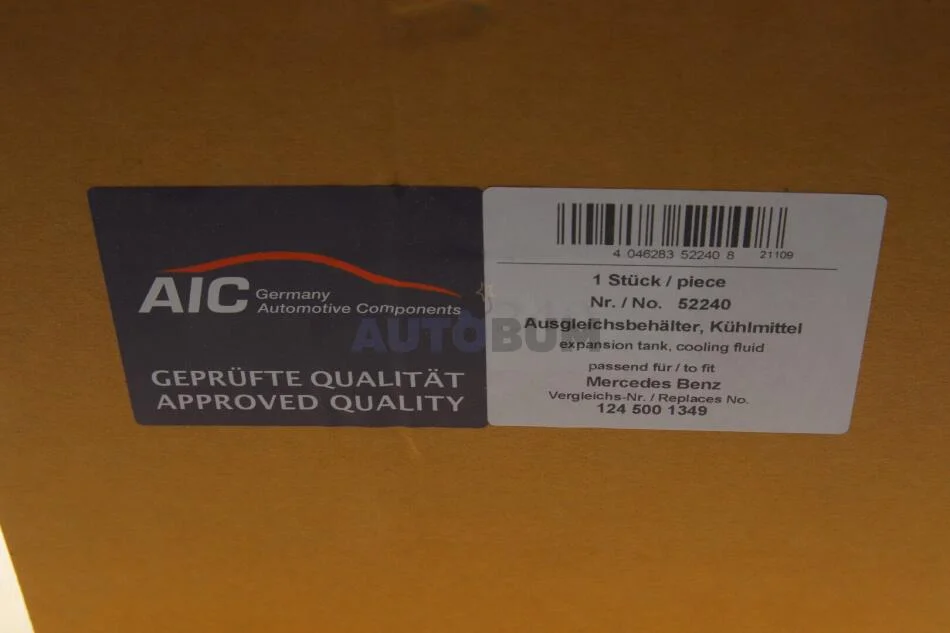 AIC Germany
Automotive Components
GEPRÜFTE QUALITÄT
APPROVED QUALITY
4 046283 52240 8 21109
1 Stück / piece
Nr. / No. 52240
Ausgleichsbehälter, Kühlmittel
expansion tank, cooling fluid
passend für / to fit
Mercedes Benz
Vergleichs-Nr. / Replaces No.
124 500 1349
AUTOBUM